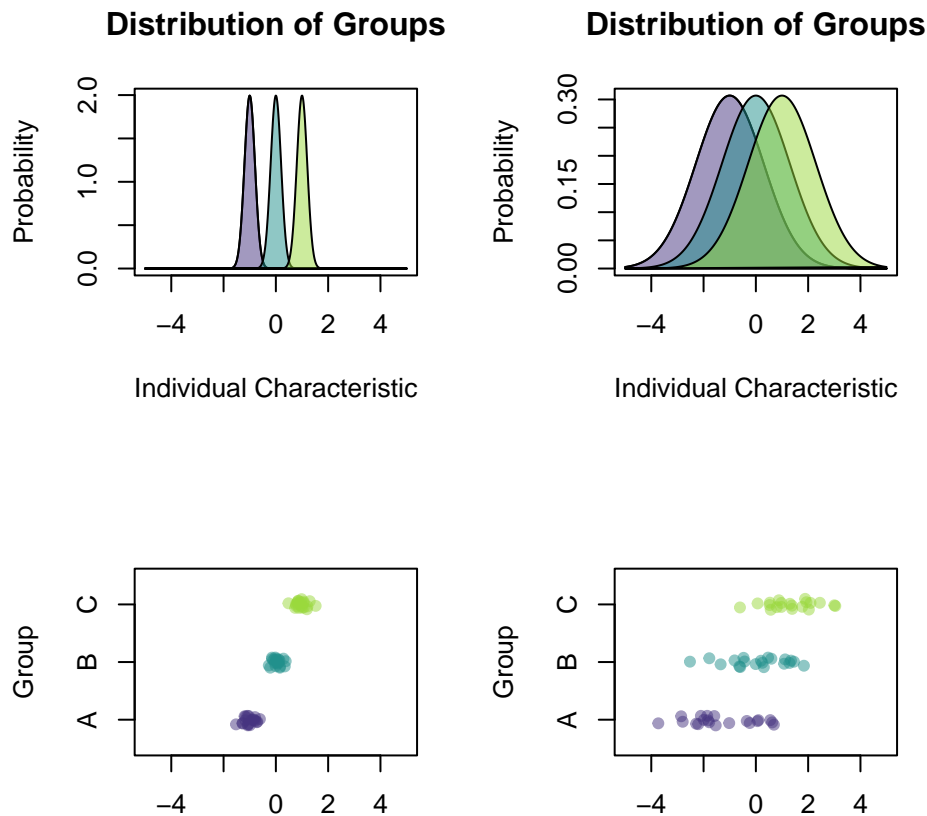 Distribution of Groups
Probability
0.0 1.0 2.0
−4 0 2 4
Individual Characteristic
Distribution of Groups
Probability
0.00 0.15 0.30
−4 0 2 4
Individual Characteristic
Group
A B C
−4 0 2 4
Group
A B C
−4 0 2 4